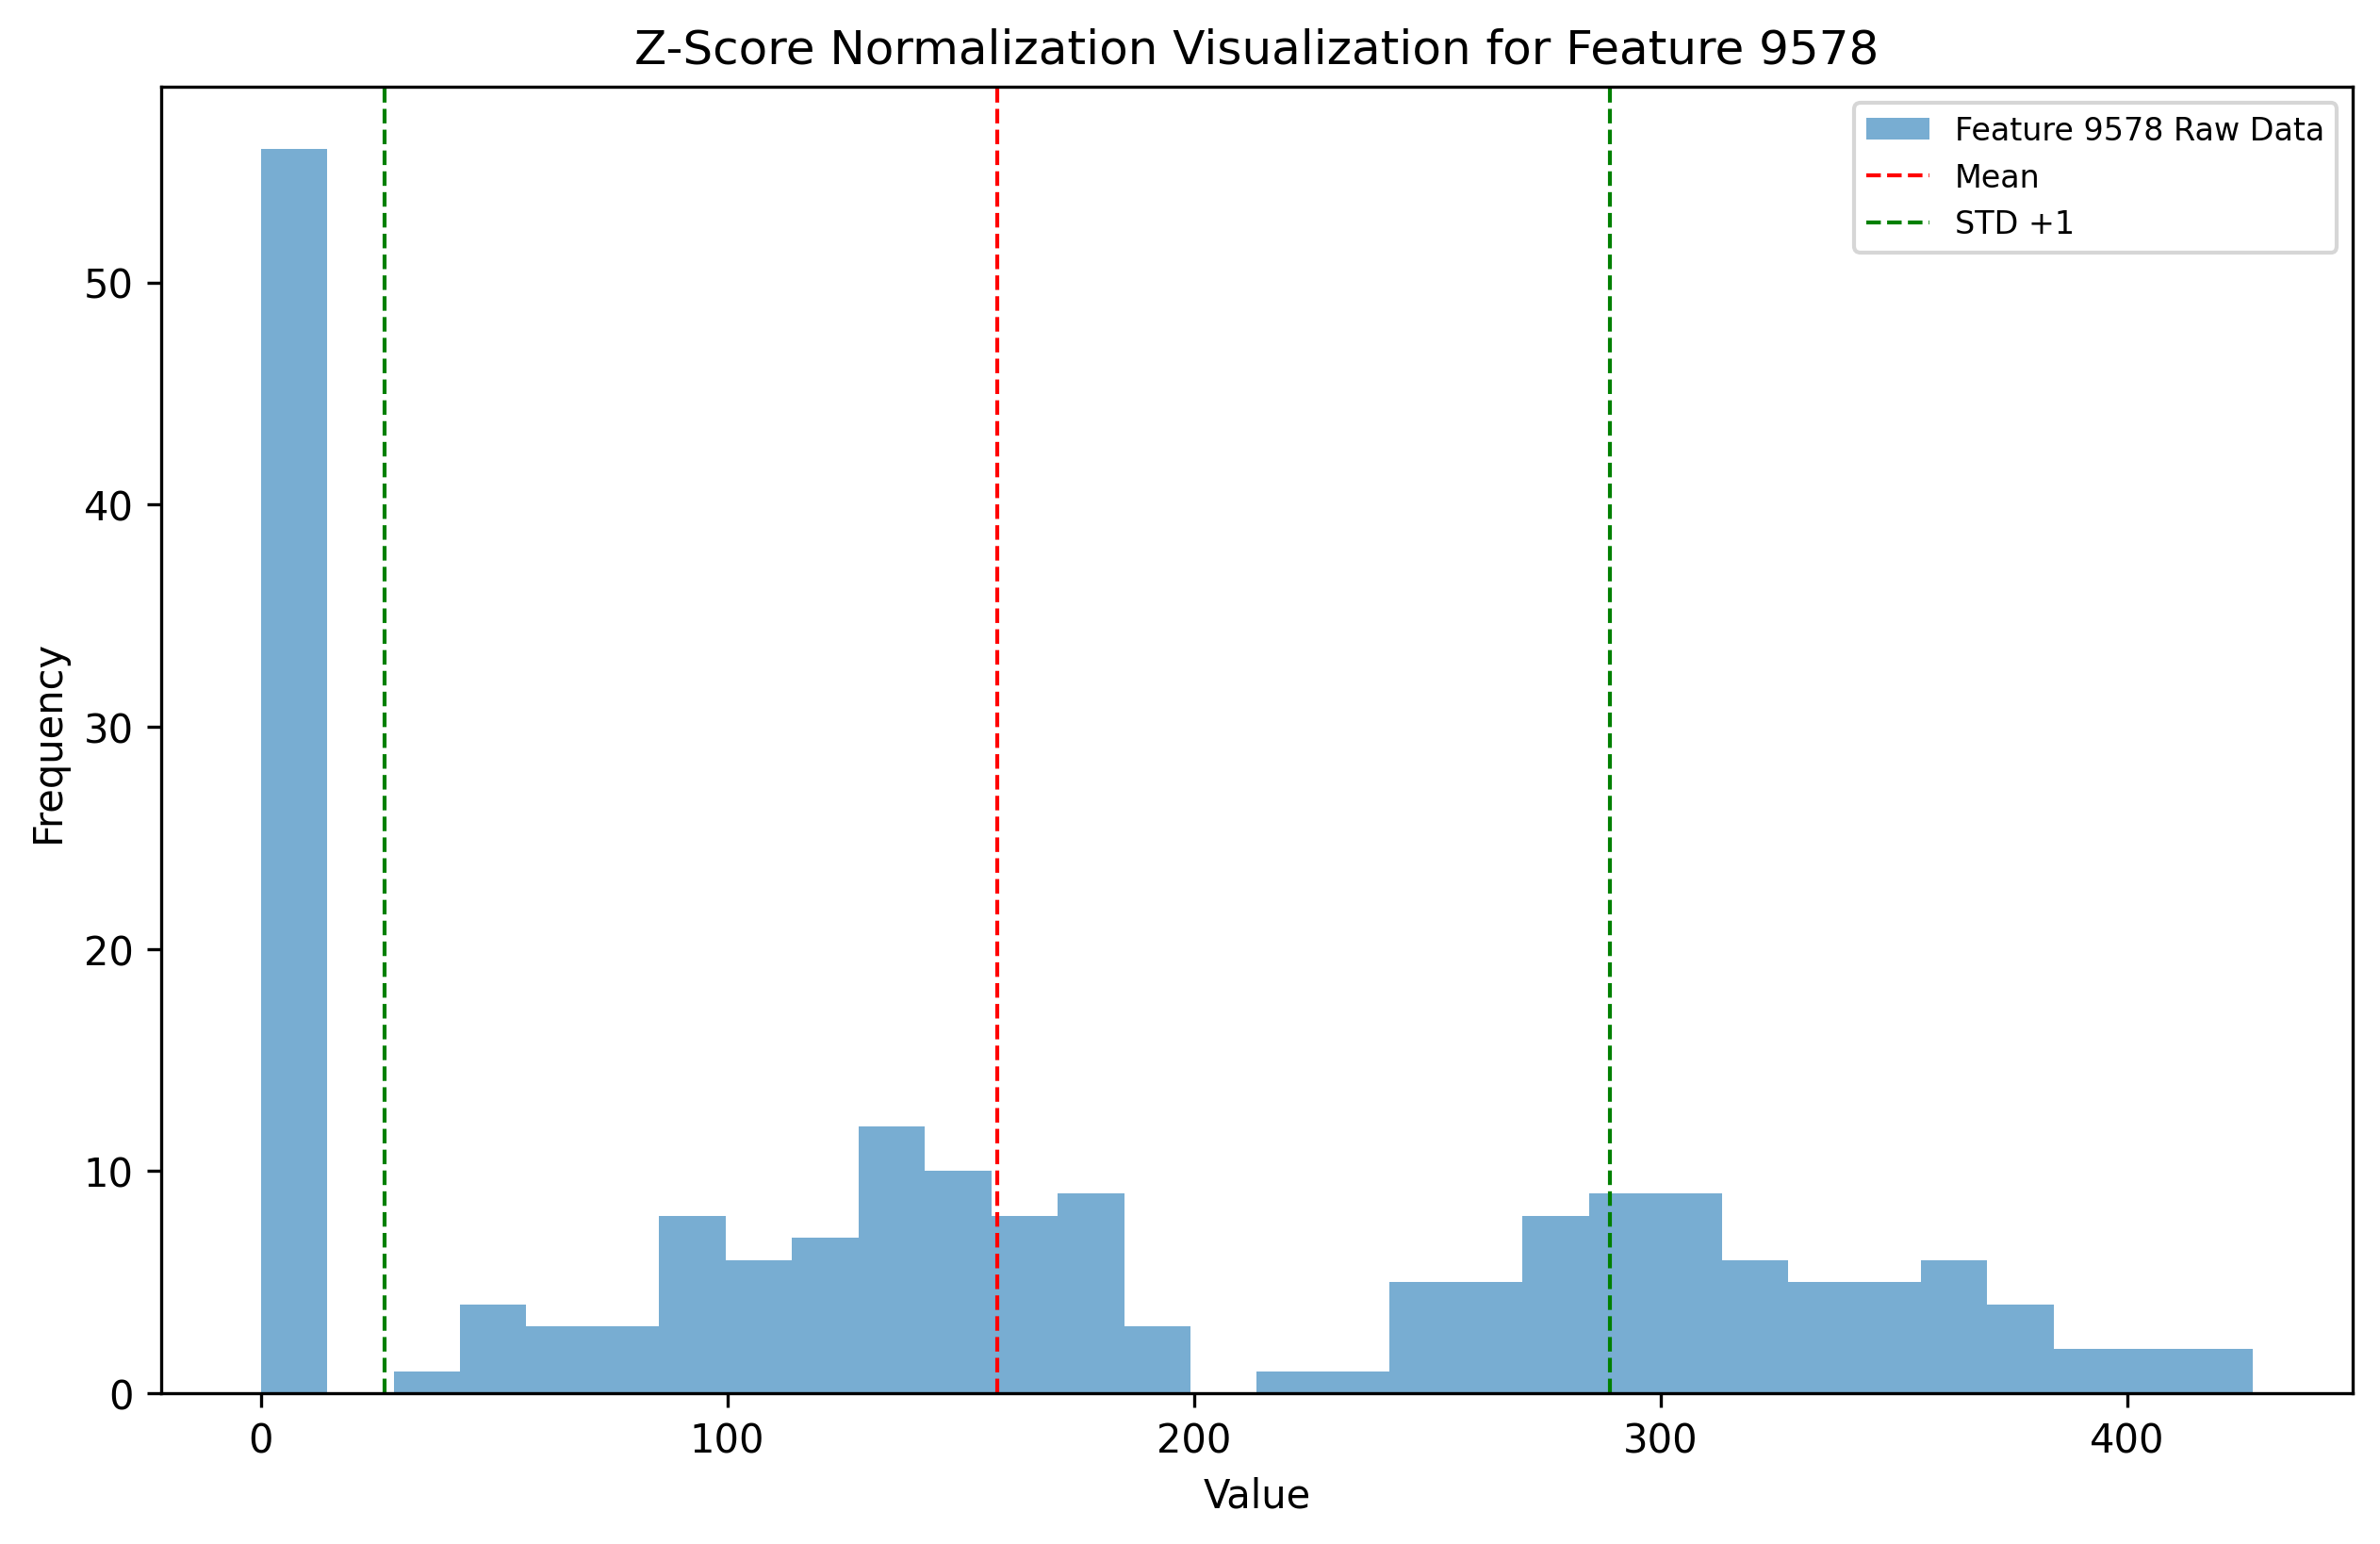 Z-Score Normalization Visualization for Feature 9578
Feature 9578 Raw Data
Mean
STD +1
Frequency
50
40
30
20
10
0
0 100 200 300 400
Value